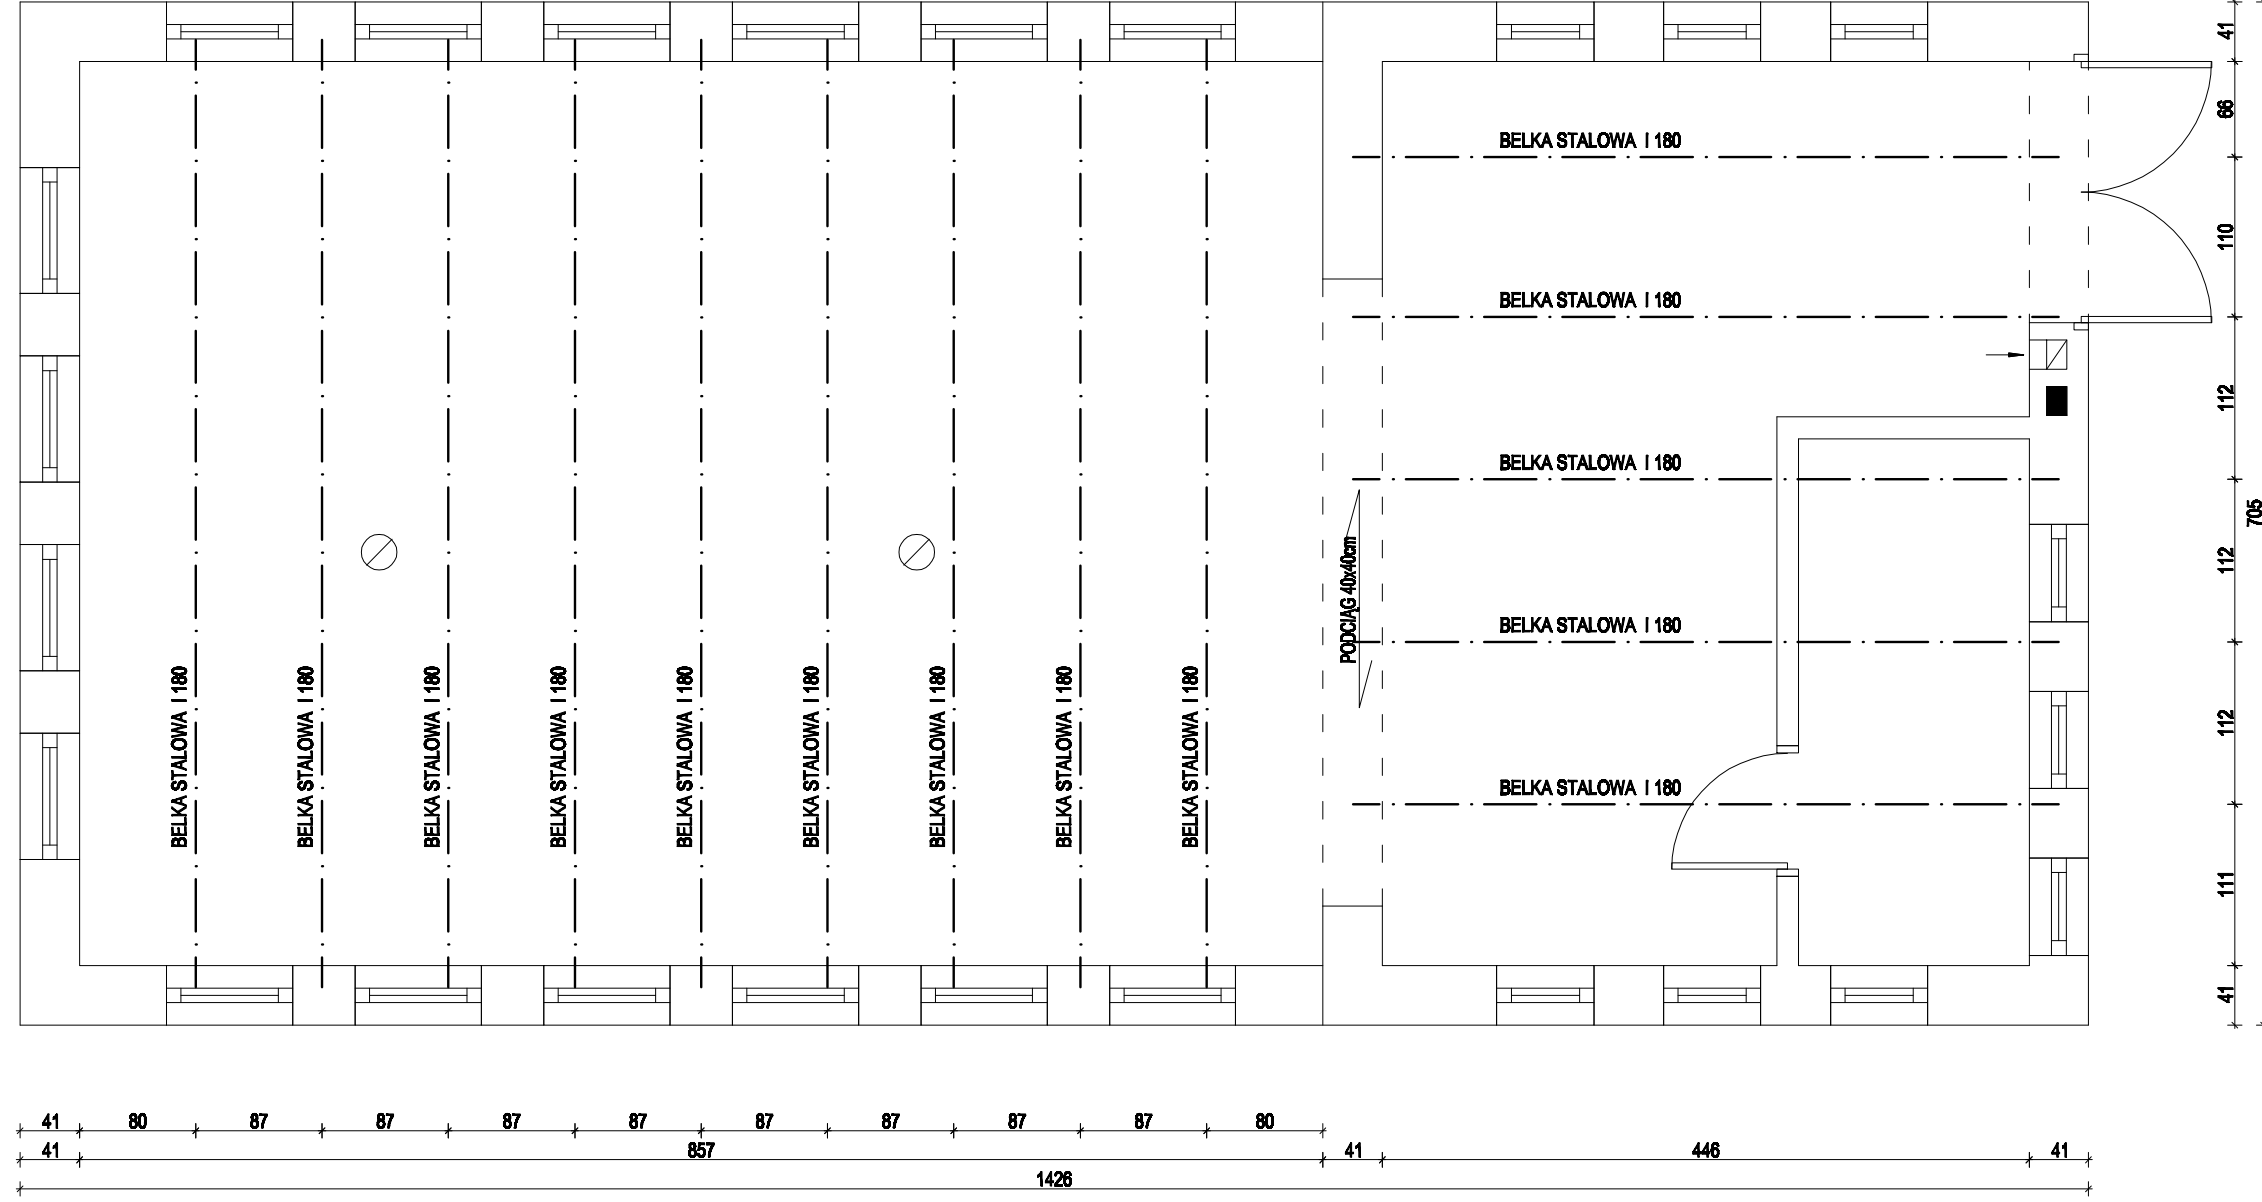 41
66
BELKA STALOWA I 180
110
BELKA STALOWA I 180
112
BELKA STALOWA I 180
705
112
PODCIĄG 40x40cm
BELKA STALOWA I 180
112
BELKA STALOWA I 180
111
41
BELKA STALOWA I 180
BELKA STALOWA I 180
BELKA STALOWA I 180
BELKA STALOWA I 180
BELKA STALOWA I 180
BELKA STALOWA I 180
BELKA STALOWA I 180
BELKA STALOWA I 180
BELKA STALOWA I 180
41 80 87 87 87 87 87 87 87 87 80
41 857 41 446 41
1426